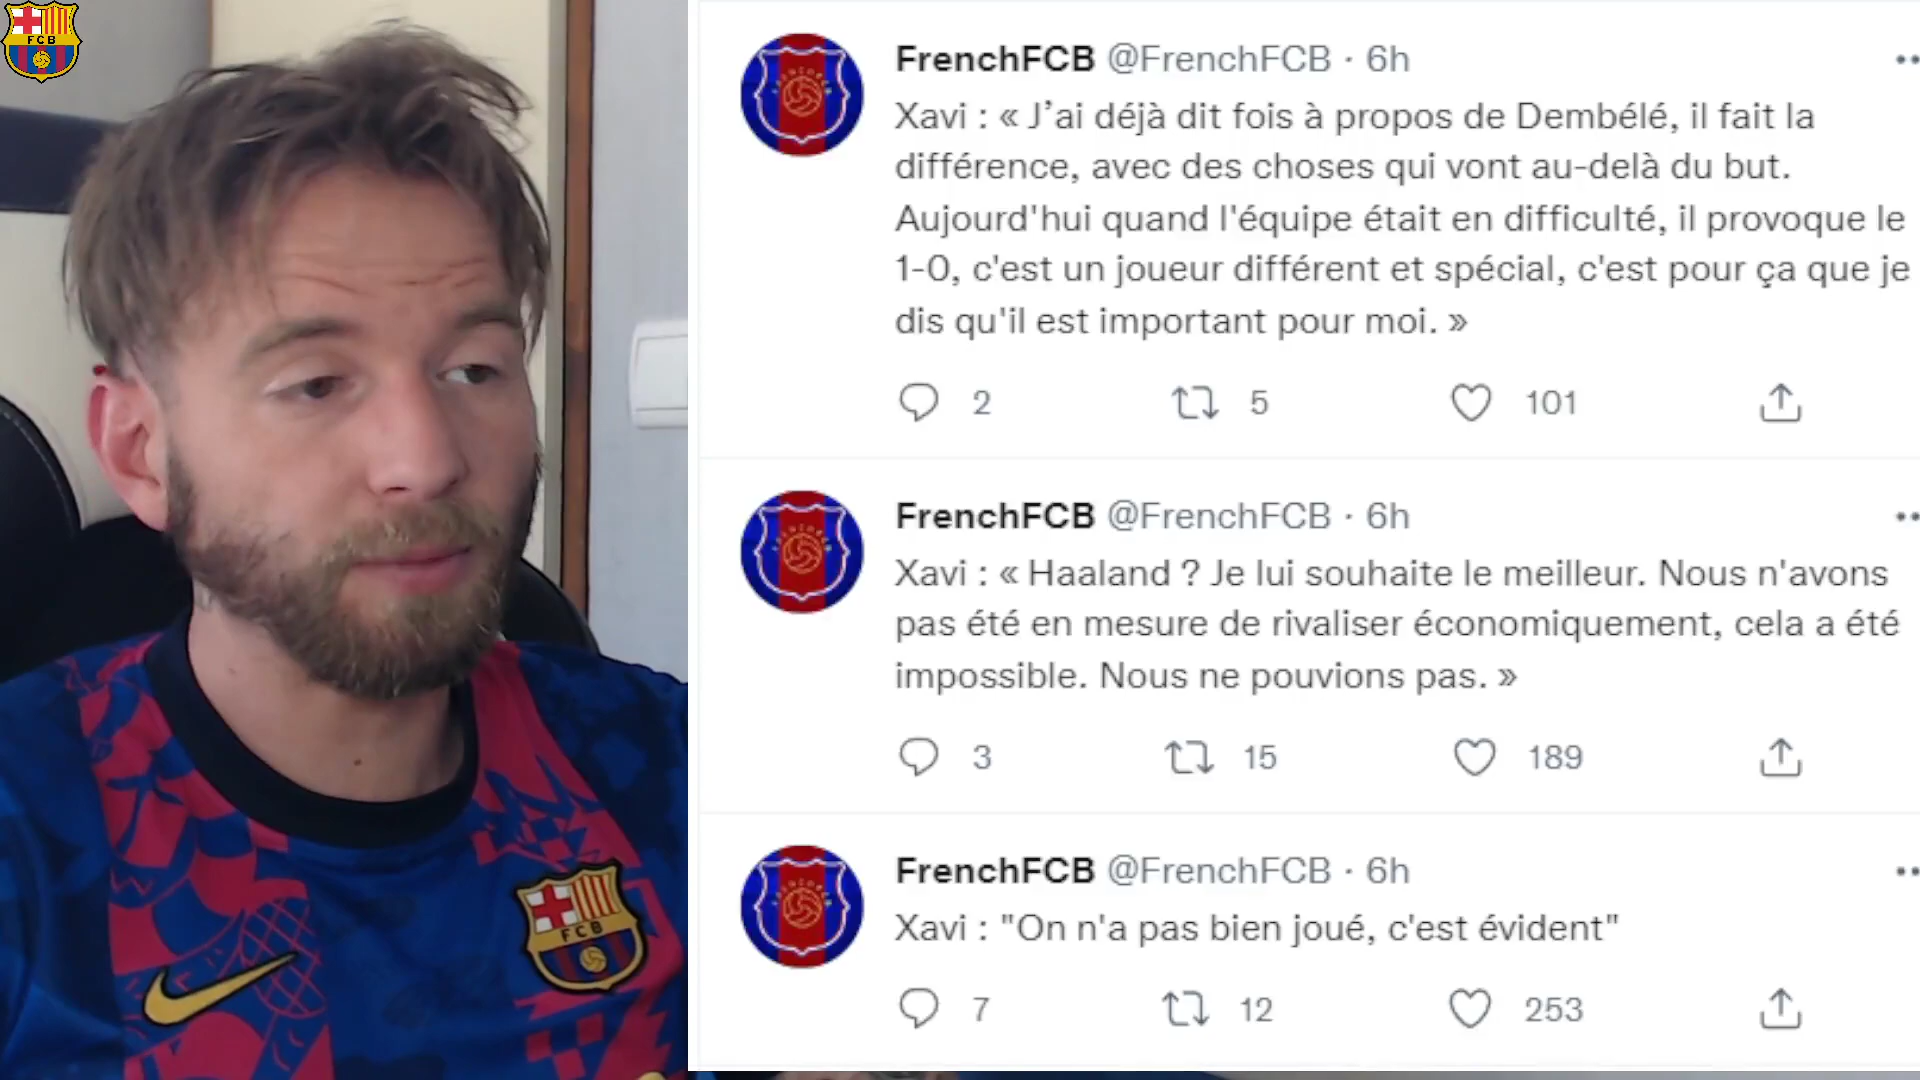 FCB
FrenchFCB @FrenchFCB · 6h
Xavi : « J’ai déjà dit fois à propos de Dembélé, il fait la
différence, avec des choses qui vont au-delà du but.
Aujourd'hui quand l'équipe était en difficulté, il provoque le
1-0, c'est un joueur différent et spécial, c'est pour ça que je
dis qu'il est important pour moi. »
2 5 101
FrenchFCB @FrenchFCB · 6h
Xavi : « Haaland ? Je lui souhaite le meilleur. Nous n'avons
pas été en mesure de rivaliser économiquement, cela a été
impossible. Nous ne pouvions pas. »
3 15 189
FrenchFCB @FrenchFCB · 6h
Xavi : "On n'a pas bien joué, c'est évident"
7 12 253
FCB